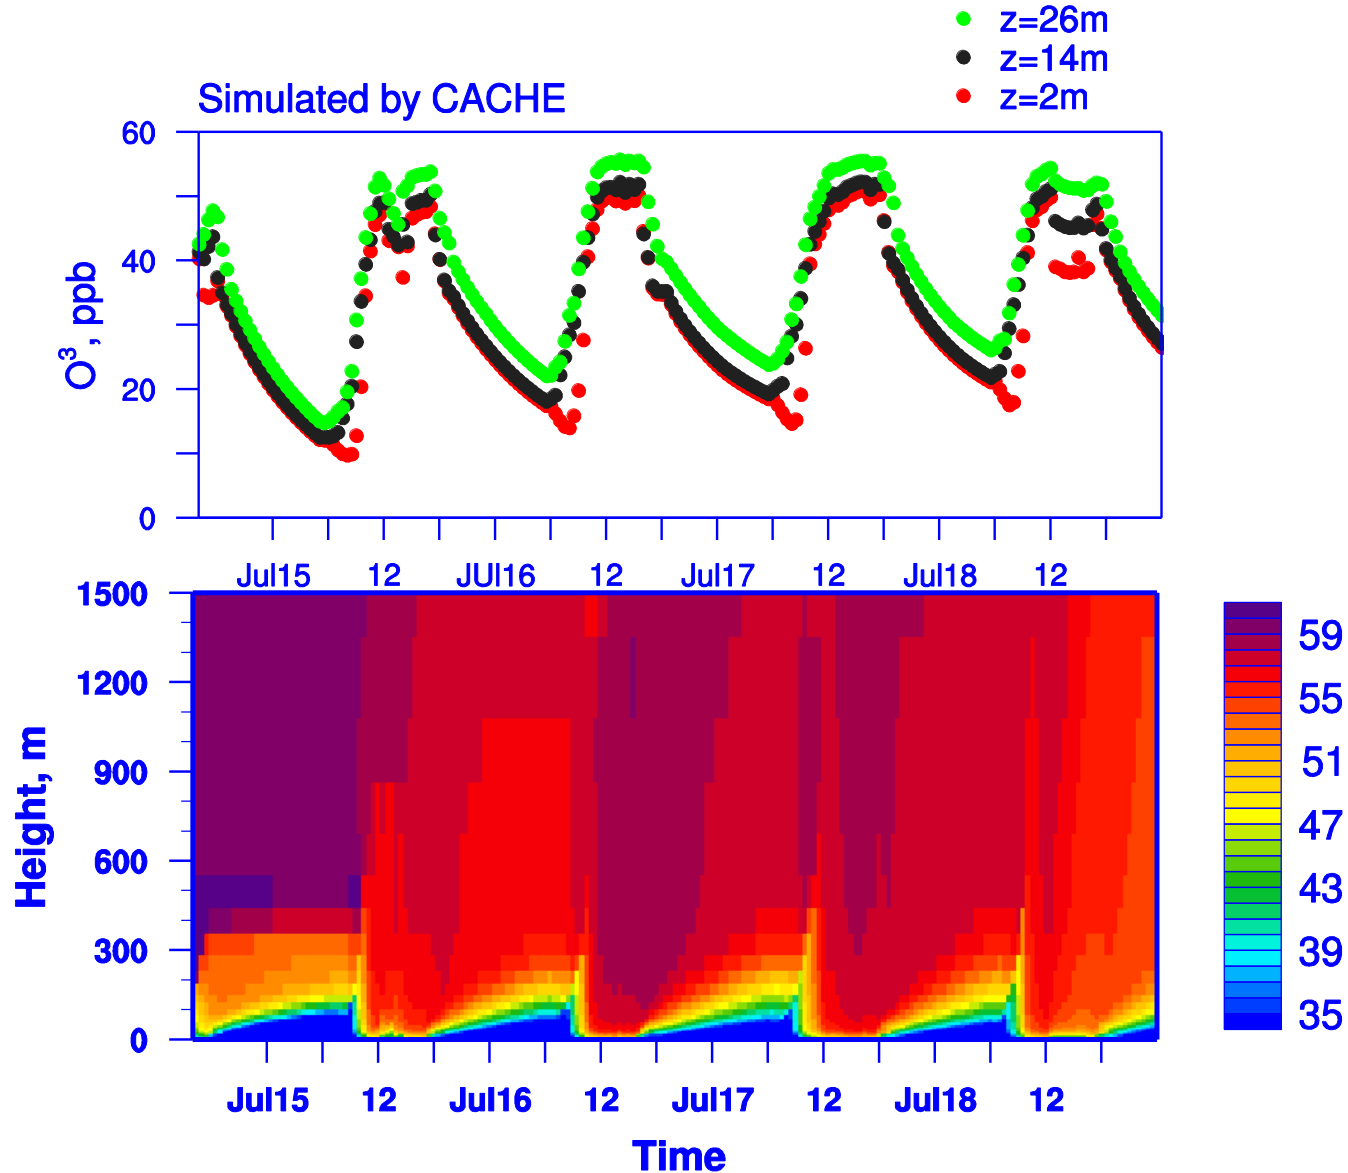 z=26m
z=14m
z=2m
Simulated by CACHE
60
40
20
0
O3, ppb
Jul15 12 JUl16 12 Jul17 12 Jul18 12
1500
1200
900
600
300
0
Height, m
59
55
51
47
43
39
35
Jul15 12 Jul16 12 Jul17 12 Jul18 12
Time